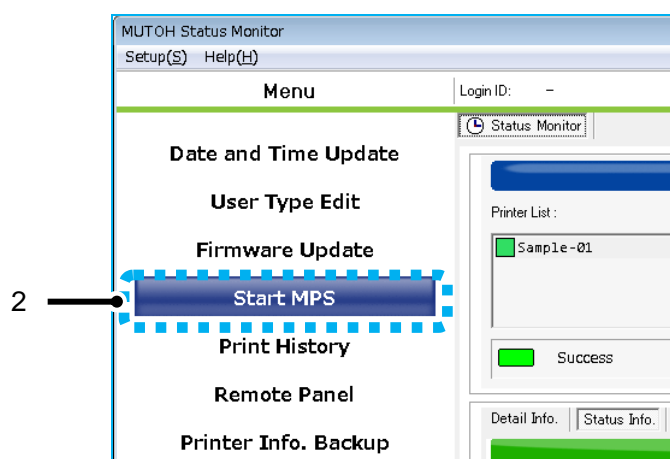 MUTOH Status Monitor
Setup(S) Help(H)
Menu
Login ID: -
Status Monitor
Date and Time Update
User Type Edit
Printer List :
Firmware Update
Sample-01
2
Start MPS
Print History
Success
Remote Panel
Detail Info. Status Info.
Printer Info. Backup